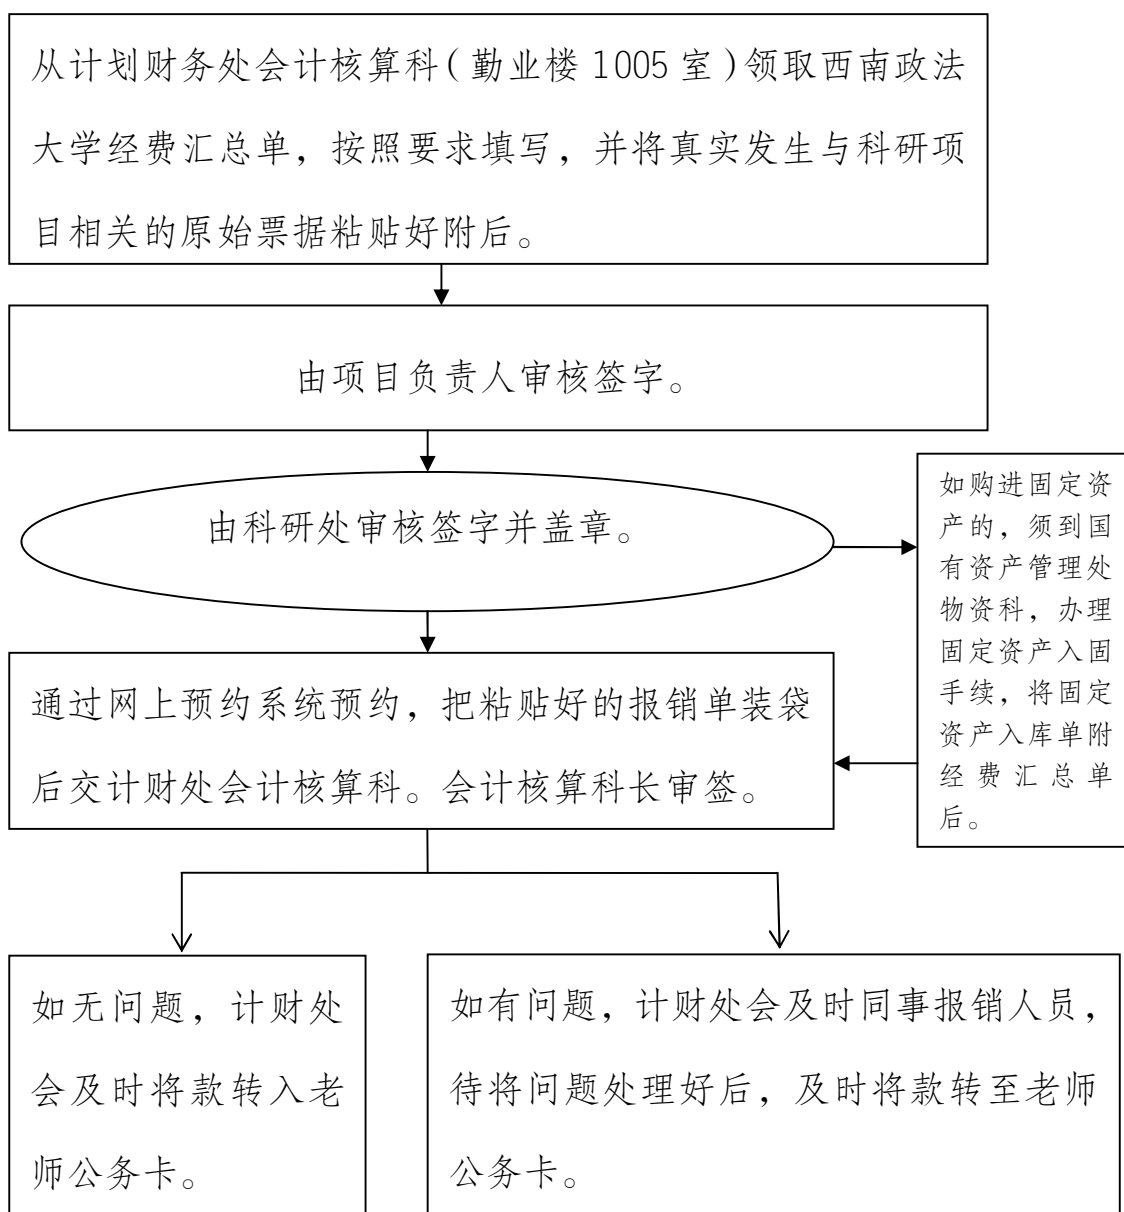 从计划财务处会计核算科(勤业楼 1005 室)领取西南政法
大学经费汇总单，按照要求填写，并将真实发生与科研项
目相关的原始票据粘贴好附后。
由项目负责人审核签字。
由科研处审核签字并盖章。
如购进固定资
产的，须到国
有资产管理处
物资科，办理
固定资产入固
手续，将固定
资产入库单附
经费汇总单
后。
通过网上预约系统预约，把粘贴好的报销单装袋
后交计财处会计核算科。会计核算科长审签。
如无问题，计财处
会及时将款转入老
师公务卡。
如有问题，计财处会及时同事报销人员，
待将问题处理好后，及时将款转至老师
公务卡。